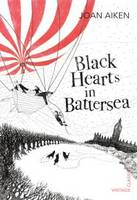 JOAN AIKEN
Black
Hearts
in
Battersea
VINTAGE